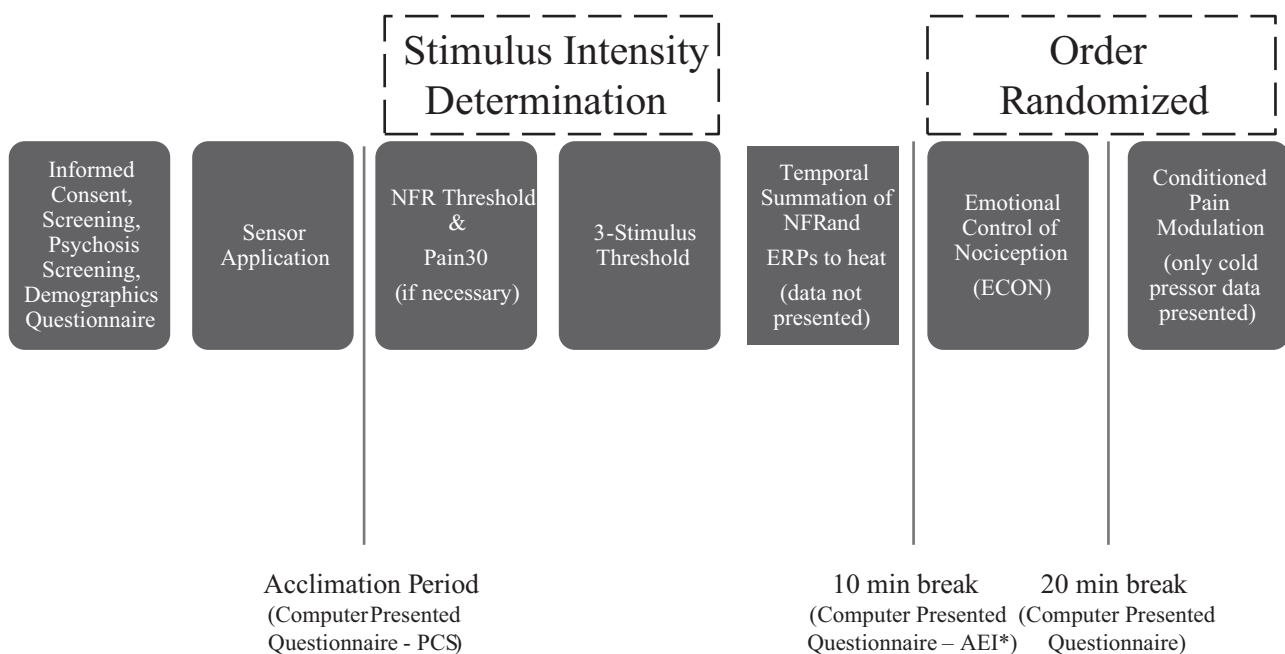 Stimulus Intensity
Determination
Order
Randomized
Informed
Consent,
Screening,
Psychosis
Screening,
Demographics
Questionnaire
Sensor
Application
NFR Threshold
&
Pain30
(if necessary)
3-Stimulus
Threshold
Temporal
Summation of
NFRand
ERPs to heat
(data not
presented)
Emotional
Control of
Nociception
(ECON)
Conditioned
Pain
Modulation
(only cold
pressor data
presented)
Acclimation Period
(Computer Presented
Questionnaire - PCS)
10 min break
(Computer Presented
Questionnaire – AEI*)
20 min break
(Computer Presented
Questionnaire)